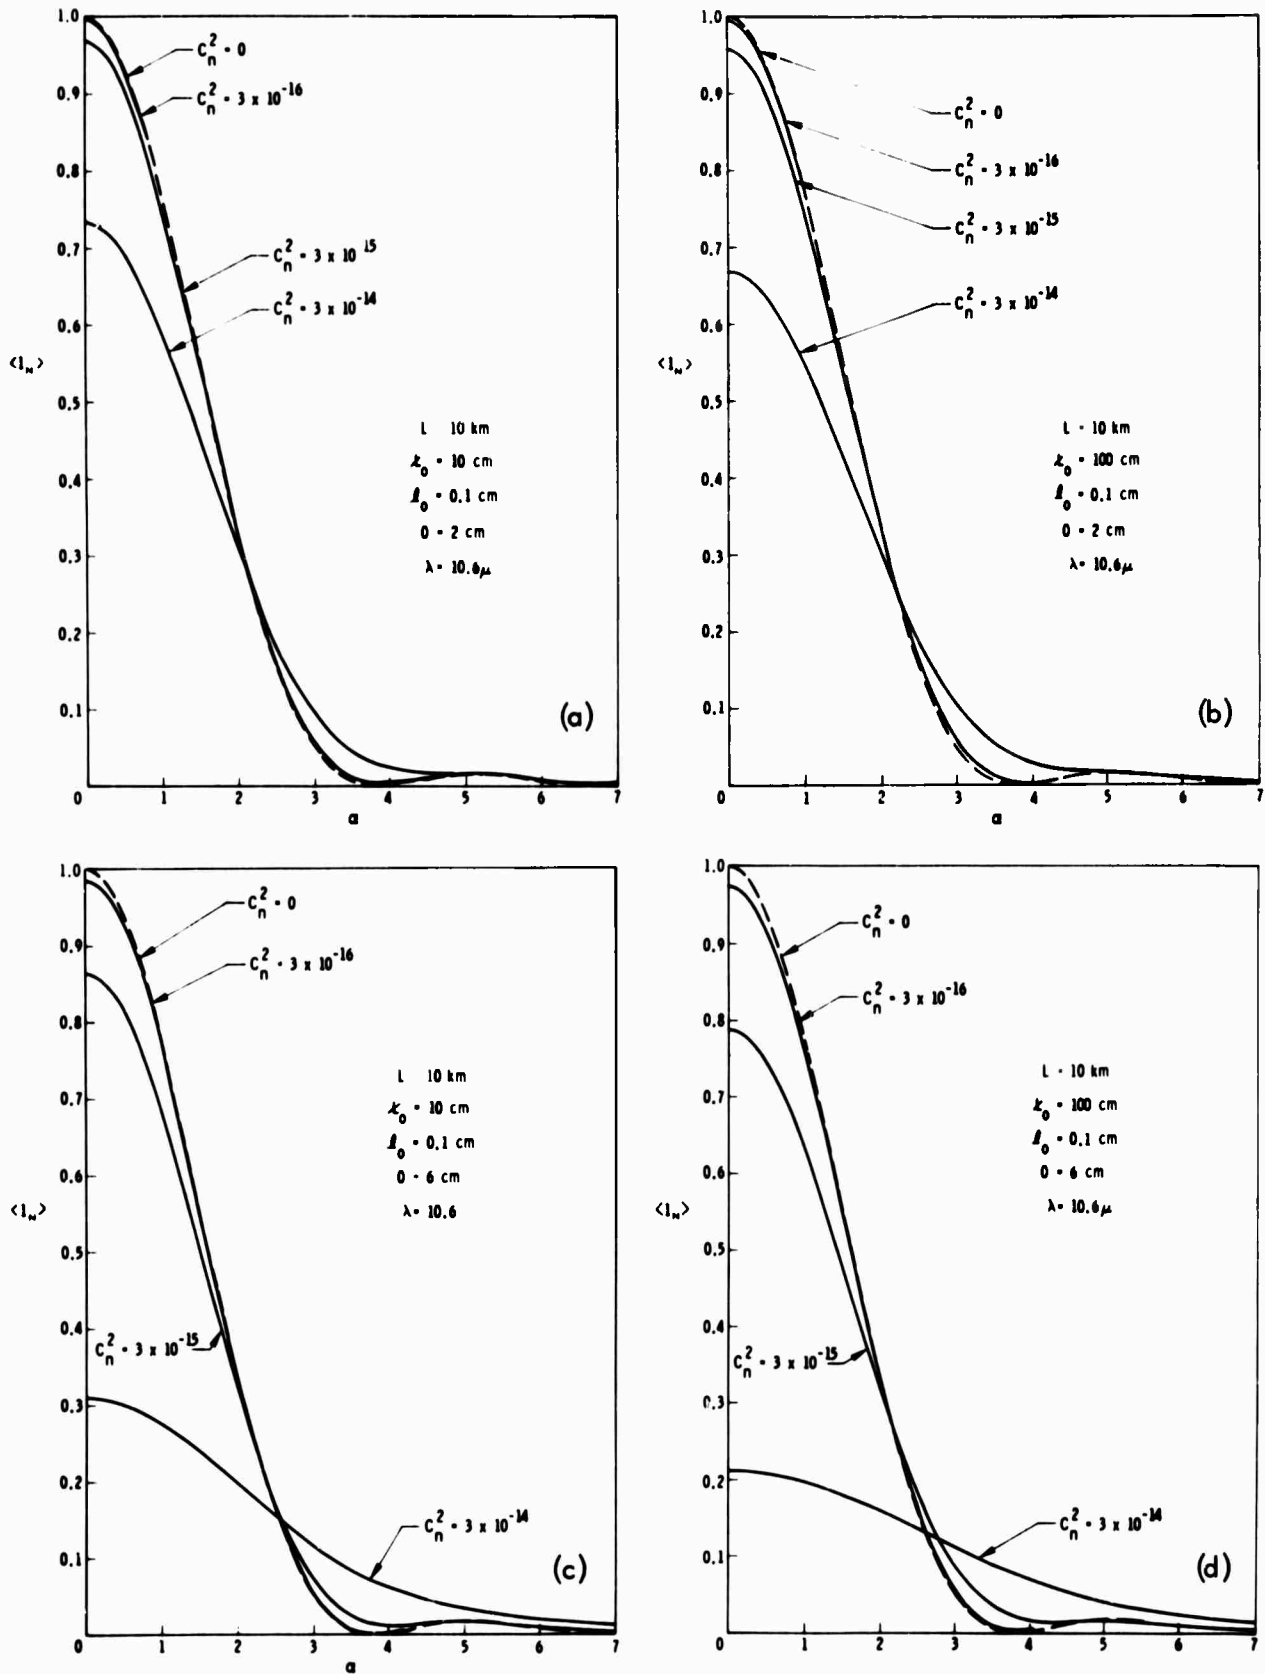 1.0
0.9
0.8
0.7
0.6
0.5
0.4
0.3
0.2
0.1
0 1 2 3 4 5 6 7
α
⟨I_N⟩
C_n^2 = 0
C_n^2 = 3 x 10^-16
C_n^2 = 3 x 10^15
C_n^2 = 3 x 10^-14
L 10 km
ℒ_0 = 10 cm
ℓ_0 = 0.1 cm
D = 2 cm
λ = 10.6μ
(a)
1.0
0.9
0.8
0.7
0.6
0.5
0.4
0.3
0.2
0.1
0 1 2 3 4 5 6 7
α
⟨I_N⟩
C_n^2 = 0
C_n^2 = 3 x 10^-16
C_n^2 = 3 x 10^-15
C_n^2 = 3 x 10^-14
L = 10 km
ℒ_0 = 100 cm
ℓ_0 = 0.1 cm
D = 2 cm
λ = 10.6μ
(b)
1.0
0.9
0.8
0.7
0.6
0.5
0.4
0.3
0.2
0.1
0 1 2 3 4 5 6 7
α
⟨I_N⟩
C_n^2 = 0
C_n^2 = 3 x 10^-16
L 10 km
ℒ_0 = 10 cm
ℓ_0 = 0.1 cm
D = 6 cm
λ = 10.6
C_n^2 = 3 x 10^-15
C_n^2 = 3 x 10^-14
(c)
1.0
0.9
0.8
0.7
0.6
0.5
0.4
0.3
0.2
0.1
0 1 2 3 4 5 6 7
⟨I_N⟩
C_n^2 = 0
C_n^2 = 3 x 10^-16
L = 10 km
ℒ_0 = 100 cm
ℓ_0 = 0.1 cm
D = 6 cm
λ = 10.6μ
C_n^2 = 3 x 10^-15
C_n^2 = 3 x 10^-14
(d)